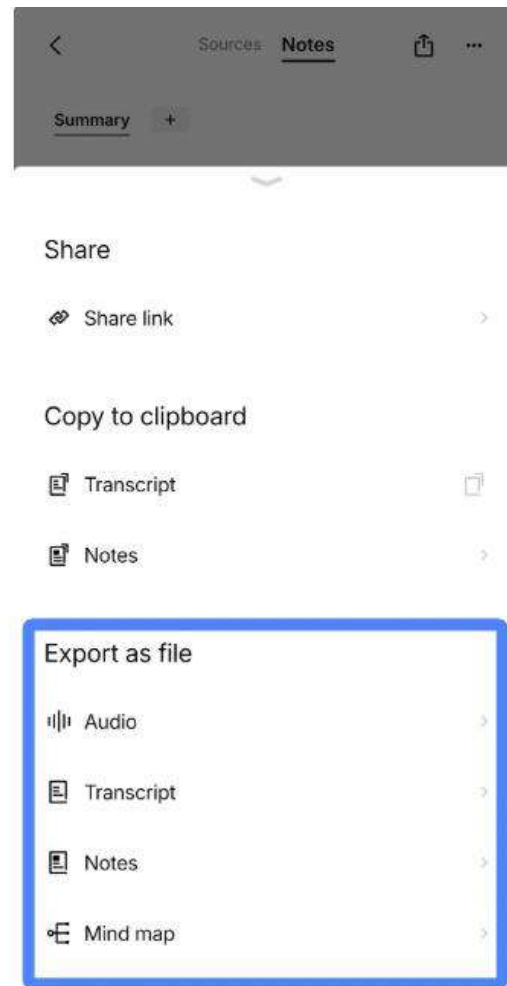 Sources Notes
Summary +
Share
Share link
Copy to clipboard
Transcript
Notes
Export as file
Audio
Transcript
Notes
Mind map